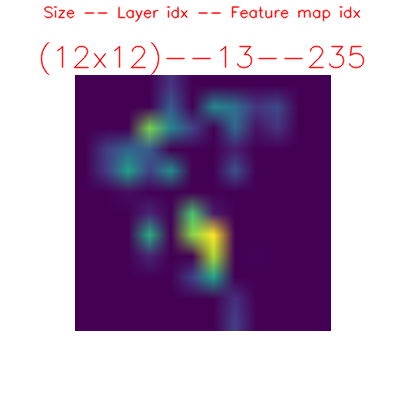 Size -- Layer idx -- Feature map idx
(12x12)--13--235